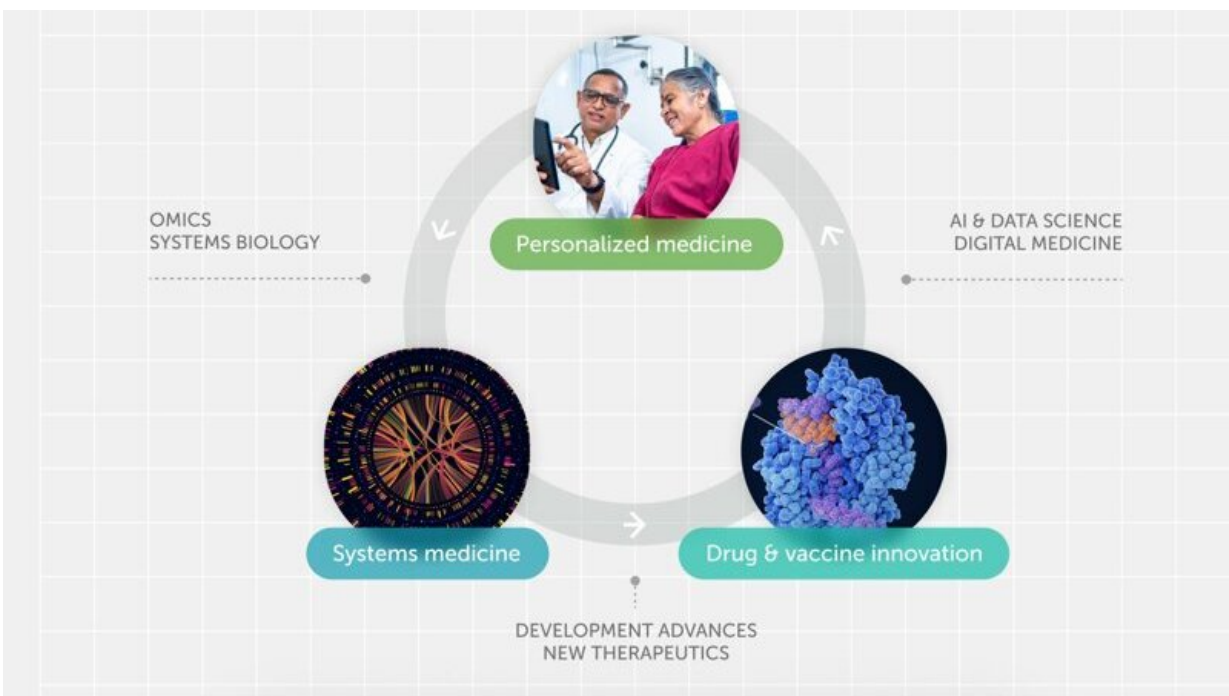 OMICS
SYSTEMS BIOLOGY
AI & DATA SCIENCE
DIGITAL MEDICINE
Personalized medicine
Systems medicine
Drug & vaccine innovation
DEVELOPMENT ADVANCES
NEW THERAPEUTICS